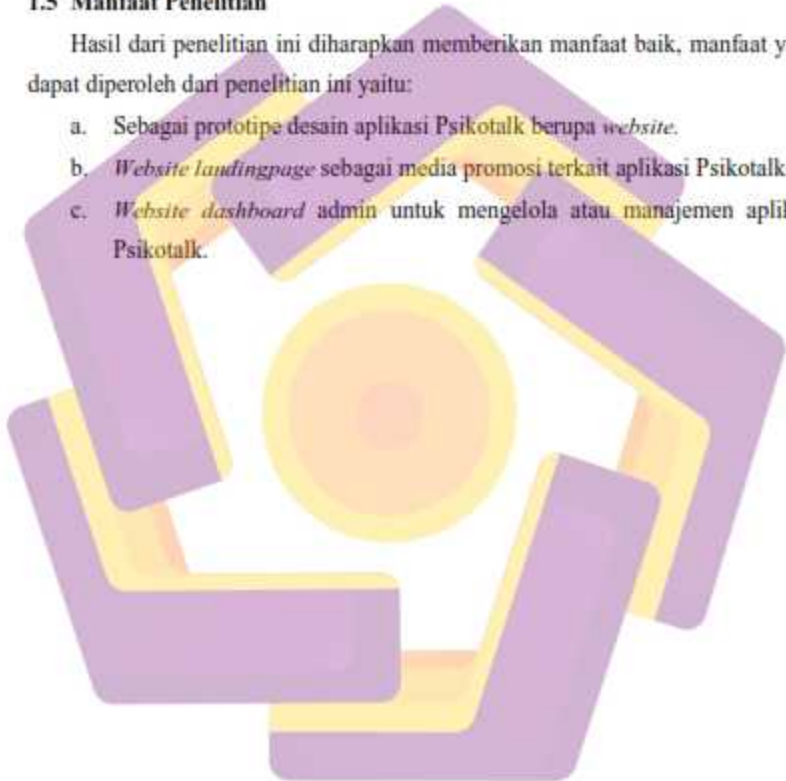 1.5 Manfaat Penelitian
Hasil dari penelitian ini diharapkan memberikan manfaat baik, manfaat y
dapat diperoleh dari penelitian ini yaitu:
a. Sebagai prototipe desain aplikasi Psikotalk berupa website.
b. Website landingpage sebagai media promosi terkait aplikasi Psikotalk
c. Website dashboard admin untuk mengelola atau manajemen
Psikotalk.